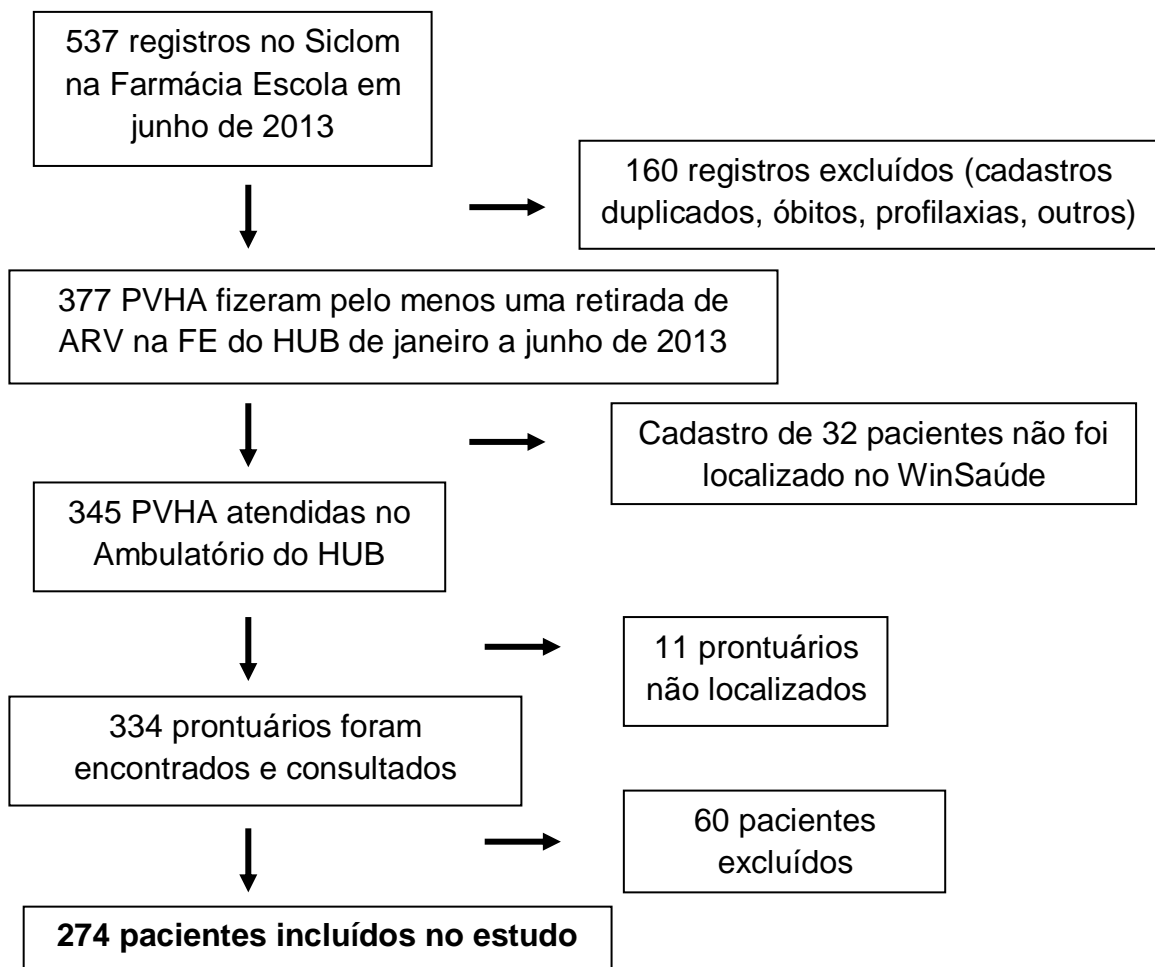 537 registros no Siclom
na Farmácia Escola em
junho de 2013
160 registros excluídos (cadastros
duplicados, óbitos, profilaxias, outros)
377 PVHA fizeram pelo menos uma retirada de
ARV na FE do HUB de janeiro a junho de 2013
Cadastro de 32 pacientes não foi
localizado no WinSaúde
345 PVHA atendidas no
Ambulatório do HUB
11 prontuários
não localizados
334 prontuários foram
encontrados e consultados
60 pacientes
excluídos
274 pacientes incluídos no estudo